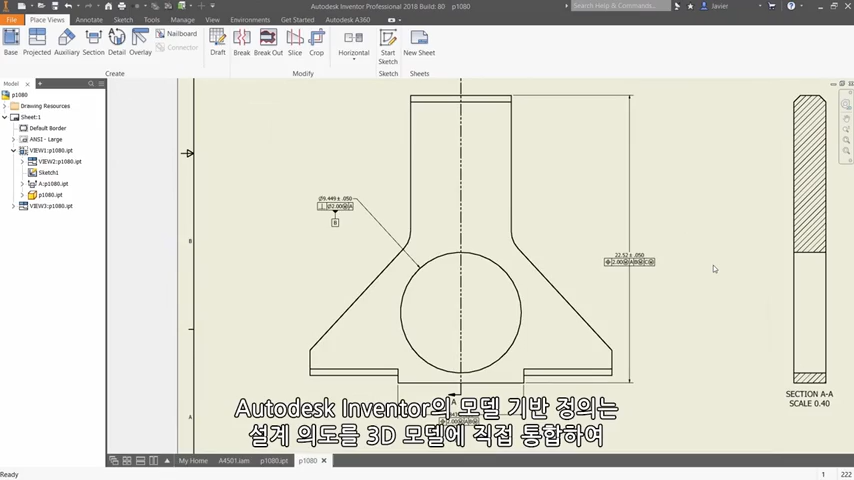 Autodesk Inventor Professional 2018 Build: 80 p1080
Search Help & Commands...
Javier
File Place Views Annotate Sketch Tools Manage View Environments Get Started Autodesk A360
Base Projected Auxiliary Section Detail Overlay
Nailboard
Connector
Draft Break Break Out Slice Crop Horizontal
Start Sketch
New Sheet
Create Modify Sketch Sheets
Model
p1080
Drawing Resources
Sheet:1
Default Border
ANSI - Large
VIEW1:p1080.ipt
VIEW2:p1080.ipt
Sketch1
A:p1080.ipt
p1080.ipt
VIEW3:p1080.ipt
B
A
Ø9.449± .050
B
22.52 ± .050
A
SECTION A-A
SCALE 0.40
Autodesk Inventor의 모델 기반 정의는
설계 의도를 3D 모델에 직접 통합하여
My Home A4501.iam p1080.ipt p1080
Ready
1 222